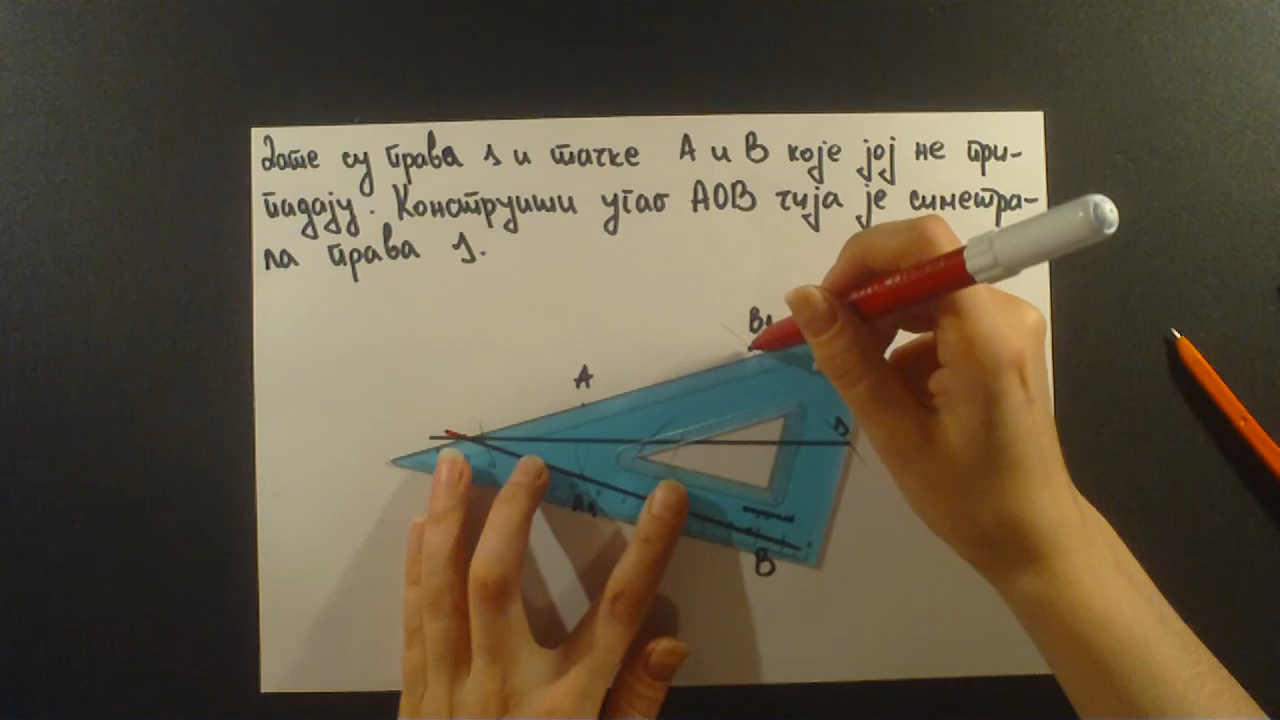 Дате су права s и тачке A и B које јој не при-
падају. Конструиши угао AOB чија је симетра-
ла права s.
B1
A
A1
B